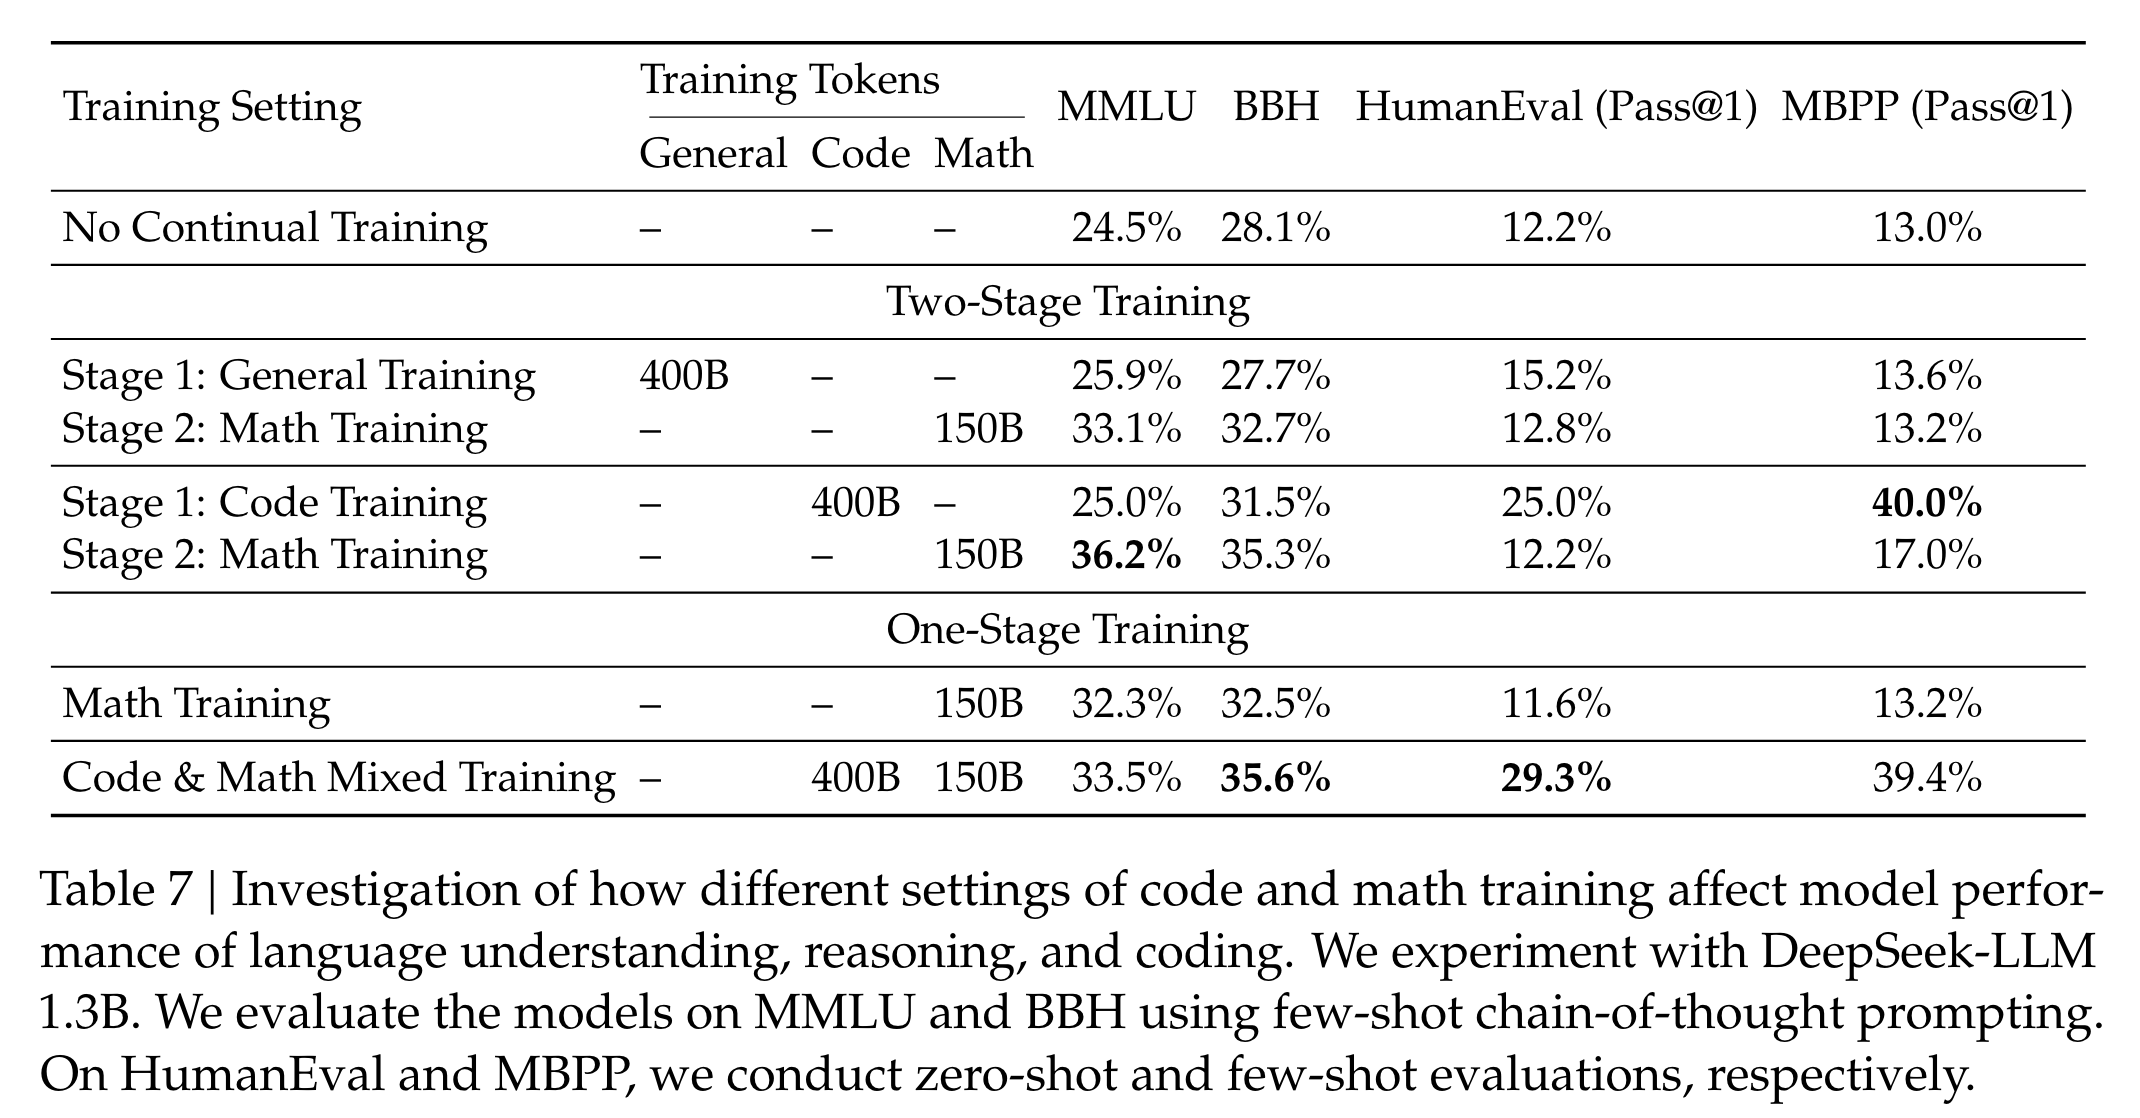 Training Setting Training Tokens MMLU BBH HumanEval (Pass@1) MBPP (Pass@1)
General Code Math
No Continual Training – – – 24.5% 28.1% 12.2% 13.0%
Two-Stage Training
Stage 1: General Training 400B – – 25.9% 27.7% 15.2% 13.6%
Stage 2: Math Training – – 150B 33.1% 32.7% 12.8% 13.2%
Stage 1: Code Training – 400B – 25.0% 31.5% 25.0% 40.0%
Stage 2: Math Training – – 150B 36.2% 35.3% 12.2% 17.0%
One-Stage Training
Math Training – – 150B 32.3% 32.5% 11.6% 13.2%
Code & Math Mixed Training – 400B 150B 33.5% 35.6% 29.3% 39.4%
Table 7 | Investigation of how different settings of code and math training affect model perfor-
mance of language understanding, reasoning, and coding. We experiment with DeepSeek-LLM
1.3B. We evaluate the models on MMLU and BBH using few-shot chain-of-thought prompting.
On HumanEval and MBPP, we conduct zero-shot and few-shot evaluations, respectively.